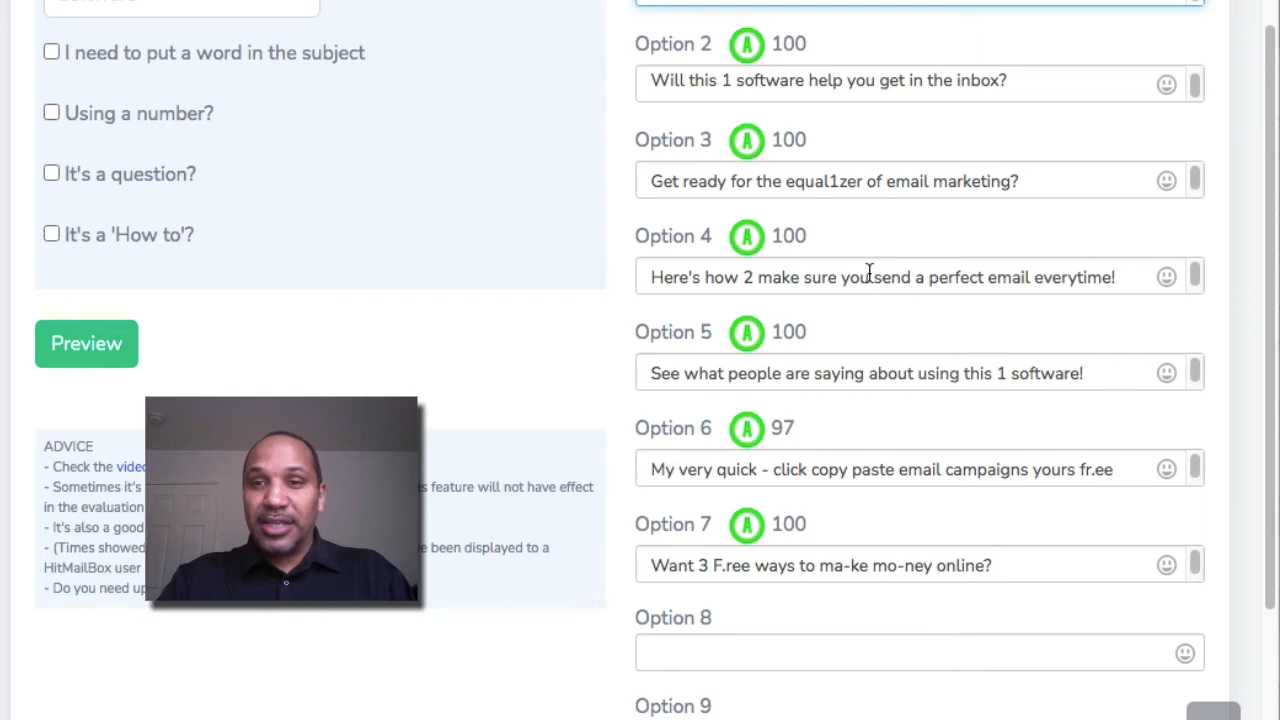 I need to put a word in the subject
Using a number?
It's a question?
It's a 'How to'?
Preview
ADVICE
- Check the video
- Sometimes it's s feature will not have effect
in the evaluation
- It's also a good
- (Times showed e been displayed to a
HitMailBox user
- Do you need up
Option 2 A 100
Will this 1 software help you get in the inbox?
Option 3 A 100
Get ready for the equal1zer of email marketing?
Option 4 A 100
Here's how 2 make sure you send a perfect email everytime!
Option 5 A 100
See what people are saying about using this 1 software!
Option 6 A 97
My very quick - click copy paste email campaigns yours fr.ee
Option 7 A 100
Want 3 F.ree ways to ma-ke mo-ney online?
Option 8
Option 9